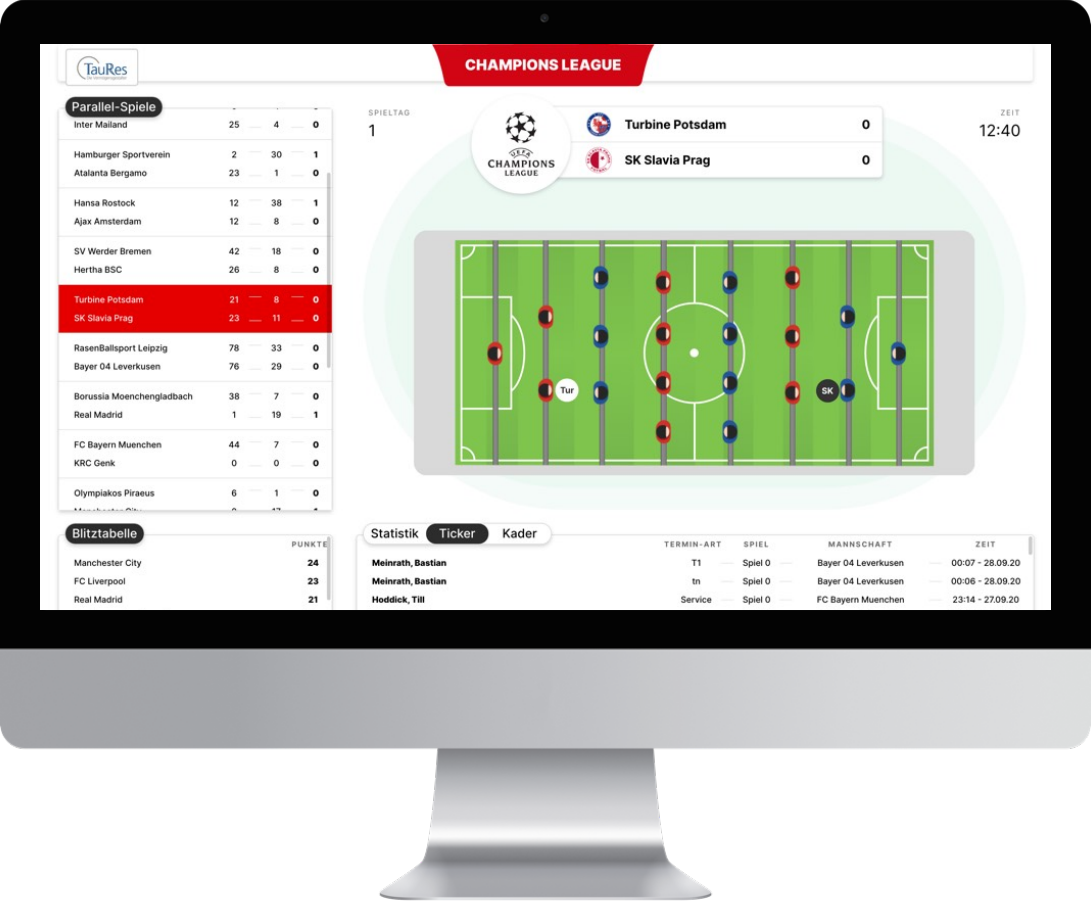 TauRes
CHAMPIONS LEAGUE
Parallel-Spiele
Inter Mailand 25 4 0
Hamburger Sportverein 2 30 1
Atalanta Bergamo 23 1 0
Hansa Rostock 12 38 1
Ajax Amsterdam 12 8 0
SV Werder Bremen 42 18 0
Hertha BSC 26 8 0
Turbine Potsdam 21 8 0
SK Slavia Prag 23 11 0
RasenBallsport Leipzig 78 33 0
Bayer 04 Leverkusen 76 29 0
Borussia Moenchengladbach 38 7 0
Real Madrid 1 19 1
FC Bayern Muenchen 44 7 0
KRC Genk 0 0 0
Olympiakos Piraeus 6 1 0
SPIELTAG
1
UEFA
CHAMPIONS
LEAGUE
Turbine Potsdam 0
SK Slavia Prag 0
ZEIT
12:40
Tur
SK
Blitztabelle
PUNKTE
Manchester City 24
FC Liverpool 23
Real Madrid 21
Statistik Ticker Kader
TERMIN-ART SPIEL MANNSCHAFT ZEIT
Meinrath, Bastian T1 Spiel 0 Bayer 04 Leverkusen 00:07 - 28.09.20
Meinrath, Bastian tn Spiel 0 Bayer 04 Leverkusen 00:06 - 28.09.20
Hoddick, Till Service Spiel 0 FC Bayern Muenchen 23:14 - 27.09.20